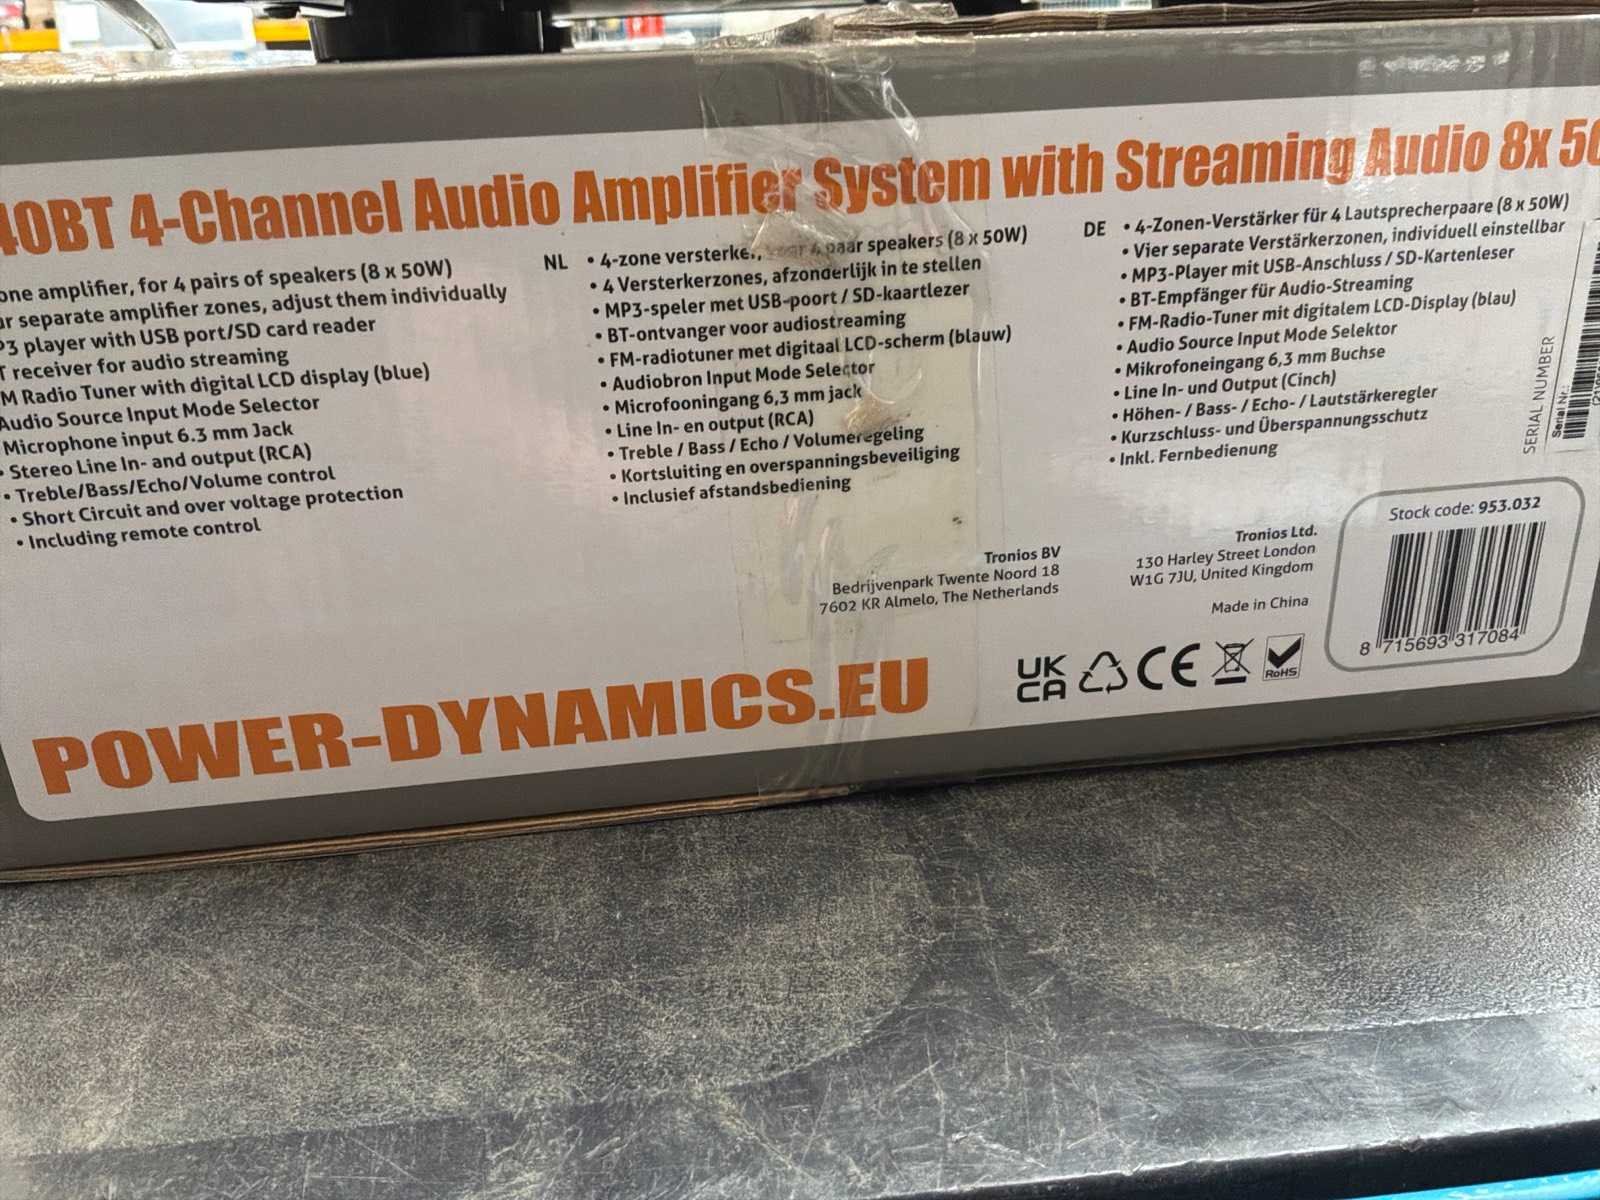 40BT 4-Channel Audio Amplifier System with Streaming Audio 8x 50
one amplifier, for 4 pairs of speakers (8 x 50W)
ur separate amplifier zones, adjust them individually
P3 player with USB port/SD card reader
T receiver for audio streaming
M Radio Tuner with digital LCD display (blue)
Audio Source Input Mode Selector
Microphone input 6.3 mm Jack
• Stereo Line In- and output (RCA)
• Treble/Bass/Echo/Volume control
• Short Circuit and over voltage protection
• Including remote control
NL • 4-zone versterker, voor 4 paar speakers (8 x 50W)
• 4 Versterkerzones, afzonderlijk in te stellen
• MP3-speler met USB-poort / SD-kaartlezer
• BT-ontvanger voor audiostreaming
• FM-radiotuner met digitaal LCD-scherm (blauw)
• Audiobron Input Mode Selector
• Microfooningang 6,3 mm jack
• Line In- en output (RCA)
• Treble / Bass / Echo / Volumeregeling
• Kortsluiting en overspanningsbeveiliging
• Inclusief afstandsbediening
DE • 4-Zonen-Verstärker für 4 Lautsprecherpaare (8 x 50W)
• Vier separate Verstärkerzonen, individuell einstellbar
• MP3-Player mit USB-Anschluss / SD-Kartenleser
• BT-Empfänger für Audio-Streaming
• FM-Radio-Tuner mit digitalem LCD-Display (blau)
• Audio Source Input Mode Selektor
• Mikrofoneingang 6,3 mm Buchse
• Line In- und Output (Cinch)
• Höhen- / Bass- / Echo- / Lautstärkeregler
• Kurzschluss- und Überspannungsschutz
• Inkl. Fernbedienung
SERIAL NUMBER
Serial Nr.:
Tronios BV
Bedrijvenpark Twente Noord 18
7602 KR Almelo, The Netherlands
Tronios Ltd.
130 Harley Street London
W1G 7JU, United Kingdom
Made in China
Stock code: 953.032
8 715693 317084
UK
CA
CE
RoHS
POWER-DYNAMICS.EU